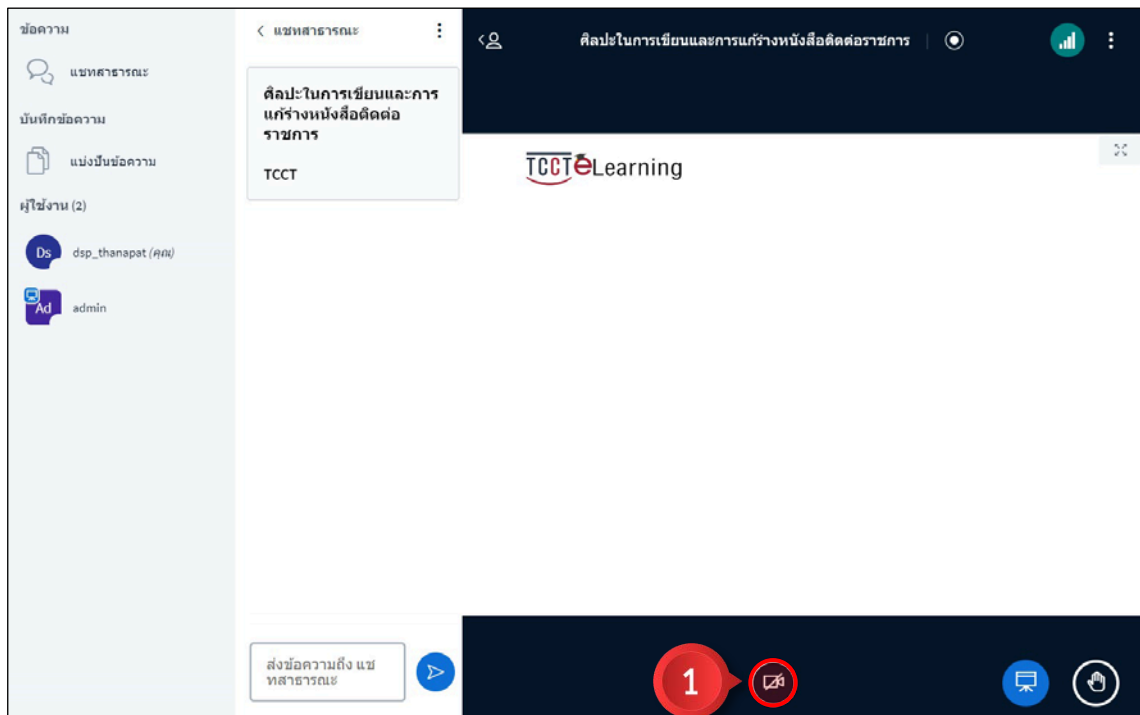 ข้อความ
แชทสาธารณะ
บันทึกข้อความ
แบ่งปันข้อความ
ผู้ใช้งาน (2)
Ds dsp_thanapat (คุณ)
Ad admin
แชทสาธารณะ
ศิลปะในการเขียนและการ
แก้ร่างหนังสือติดต่อ
ราชการ
TCCT
ส่งข้อความถึง แช
ทสาธารณะ
ศิลปะในการเขียนและการแก้ร่างหนังสือติดต่อราชการ
TCCT eLearning
1